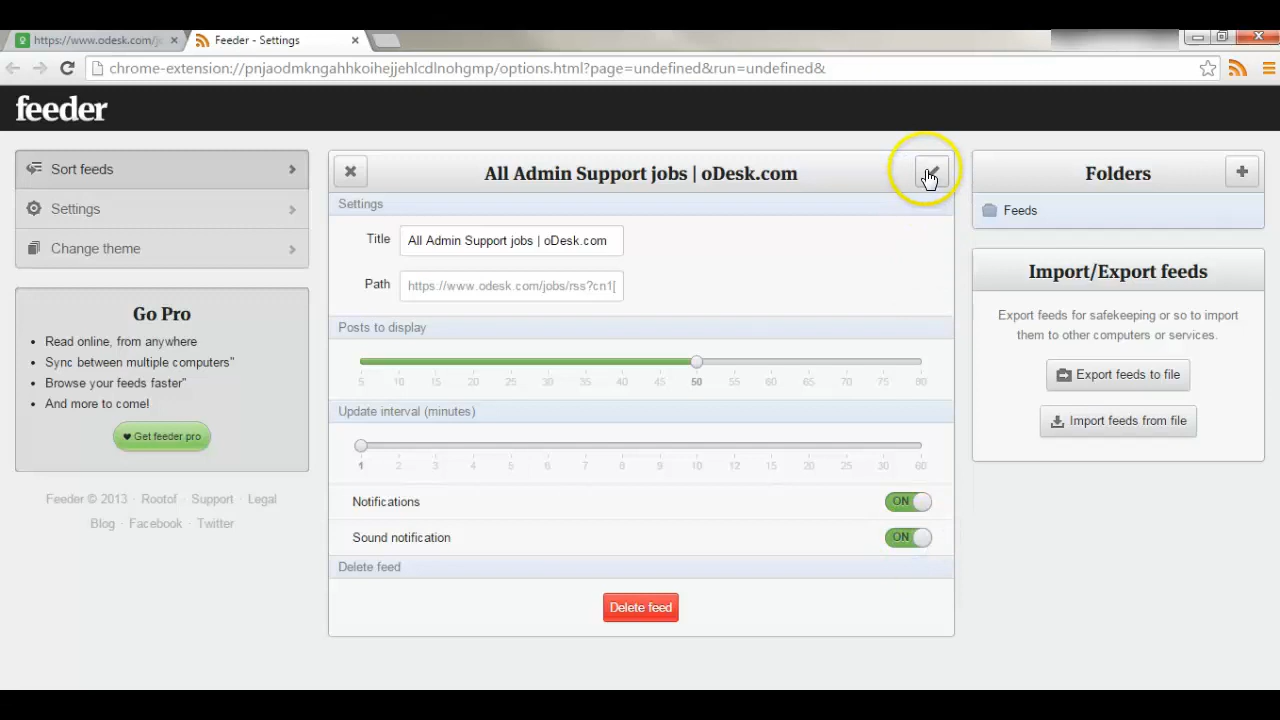 https://www.odesk.com/jo
Feeder - Settings
chrome-extension://pnjaodmkngahhkoihejjehlcdlnohgmp/options.html?page=undefined&run=undefined&
feeder
Sort feeds
Settings
Change theme
Go Pro
• Read online, from anywhere
• Sync between multiple computers"
• Browse your feeds faster"
• And more to come!
Get feeder pro
Feeder © 2013 · Rootof · Support · Legal
Blog · Facebook · Twitter
All Admin Support jobs | oDesk.com
Settings
Title All Admin Support jobs | oDesk.com
Path https://www.odesk.com/jobs/rss?cn1[
Posts to display
5 10 15 20 25 30 35 40 45 50 55 60 65 70 75 80
Update interval (minutes)
1 2 3 4 5 6 7 8 9 10 12 15 20 25 30 60
Notifications ON
Sound notification ON
Delete feed
Delete feed
Folders
Feeds
Import/Export feeds
Export feeds for safekeeping or so to import
them to other computers or services.
Export feeds to file
Import feeds from file